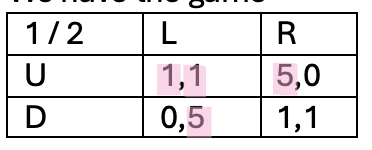 We have the game
1 / 2 L R
U 1,1 5,0
D 0,5 1,1